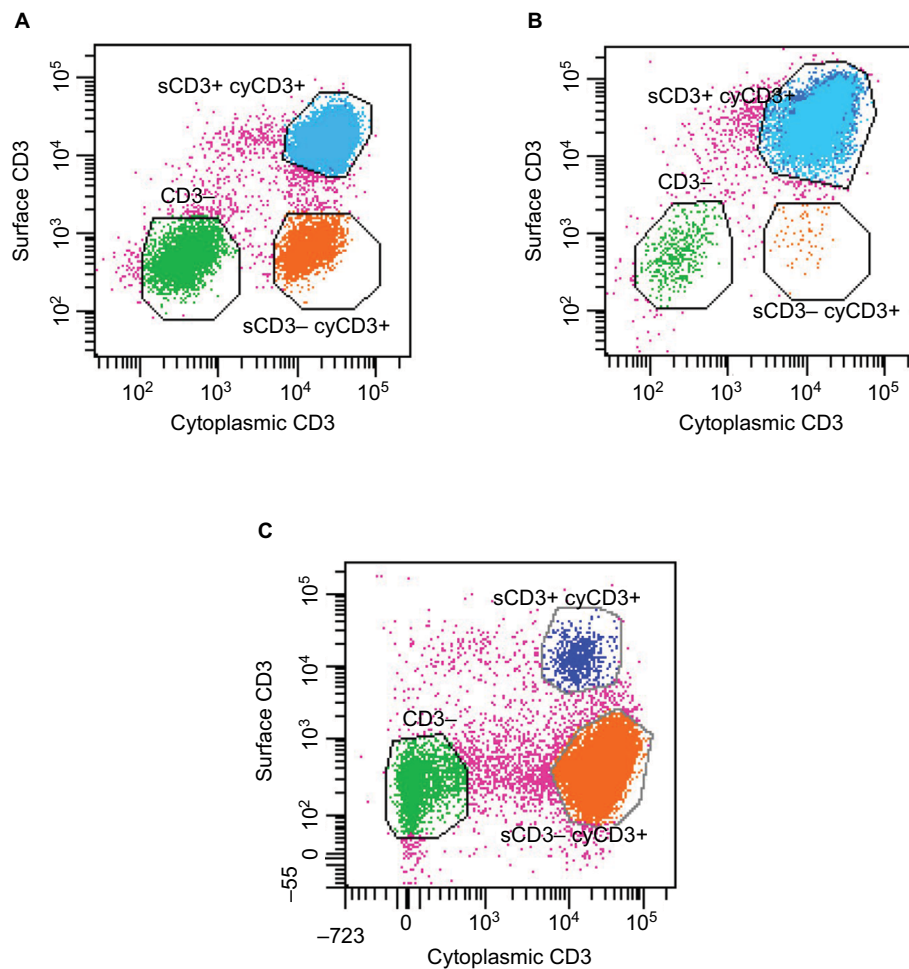 A
sCD3+ cyCD3+
CD3–
sCD3– cyCD3+
Surface CD3
10^5
10^4
10^3
10^2
10^2
10^3
10^4
10^5
Cytoplasmic CD3
B
sCD3+ cyCD3+
CD3–
sCD3– cyCD3+
Surface CD3
10^5
10^4
10^3
10^2
10^2
10^3
10^4
10^5
Cytoplasmic CD3
C
sCD3+ cyCD3+
CD3–
sCD3– cyCD3+
Surface CD3
10^5
10^4
10^3
10^2
0
–55
–723
0
10^3
10^4
10^5
Cytoplasmic CD3